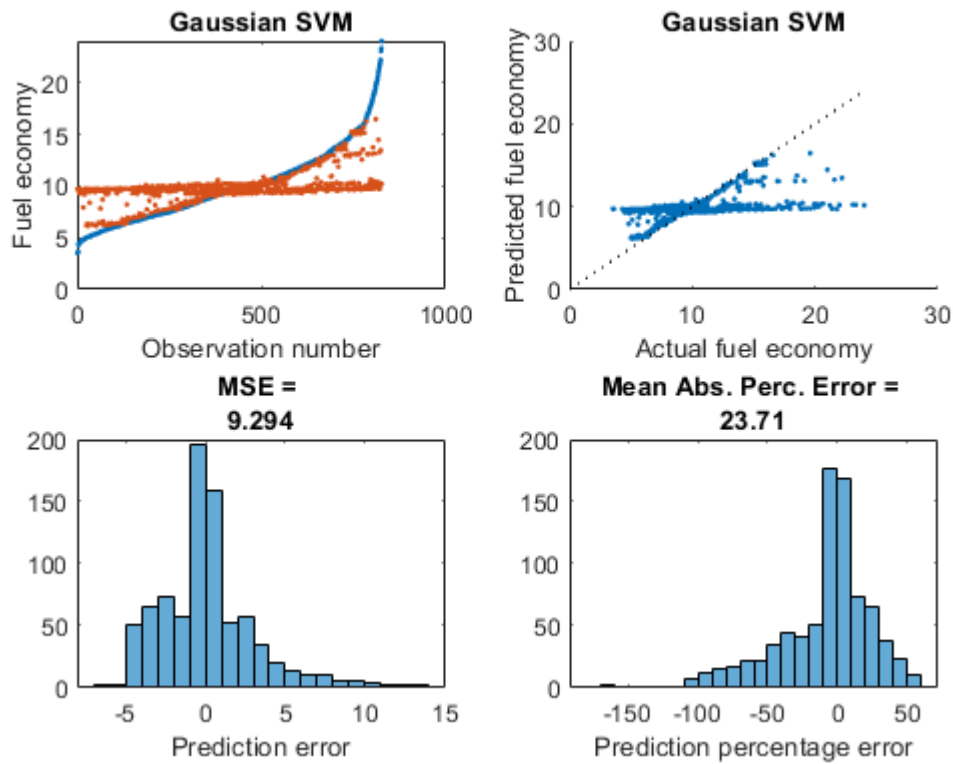 Gaussian SVM
Fuel economy
20
15
10
5
0
0 500 1000
Observation number
Gaussian SVM
Predicted fuel economy
30
20
10
0
0 10 20 30
Actual fuel economy
MSE =
9.294
200
150
100
50
0
-5 0 5 10 15
Prediction error
Mean Abs. Perc. Error =
23.71
200
150
100
50
0
-150 -100 -50 0 50
Prediction percentage error